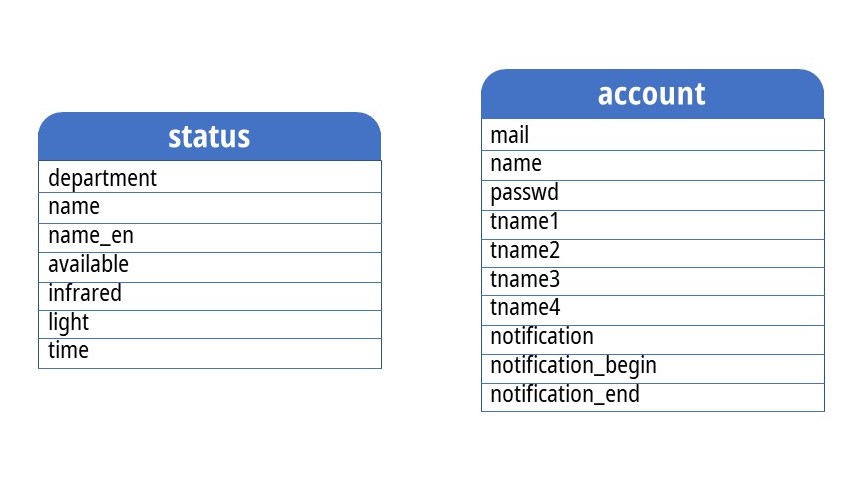 status
department
name
name_en
available
infrared
light
time
account
mail
name
passwd
tname1
tname2
tname3
tname4
notification
notification_begin
notification_end